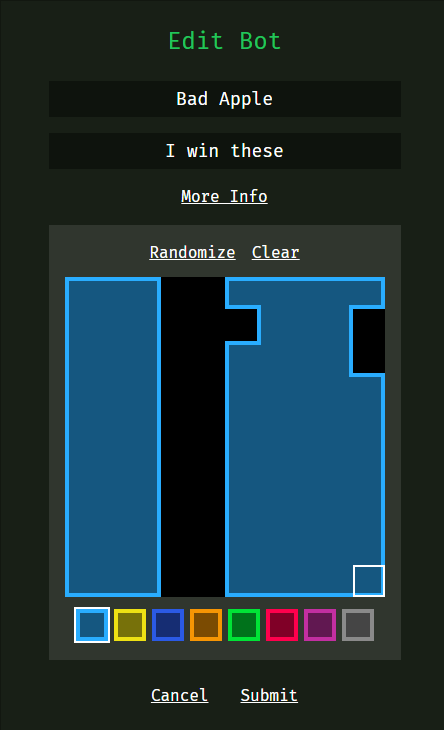 Edit Bot
Bad Apple
I win these
More Info
Randomize Clear
Cancel Submit